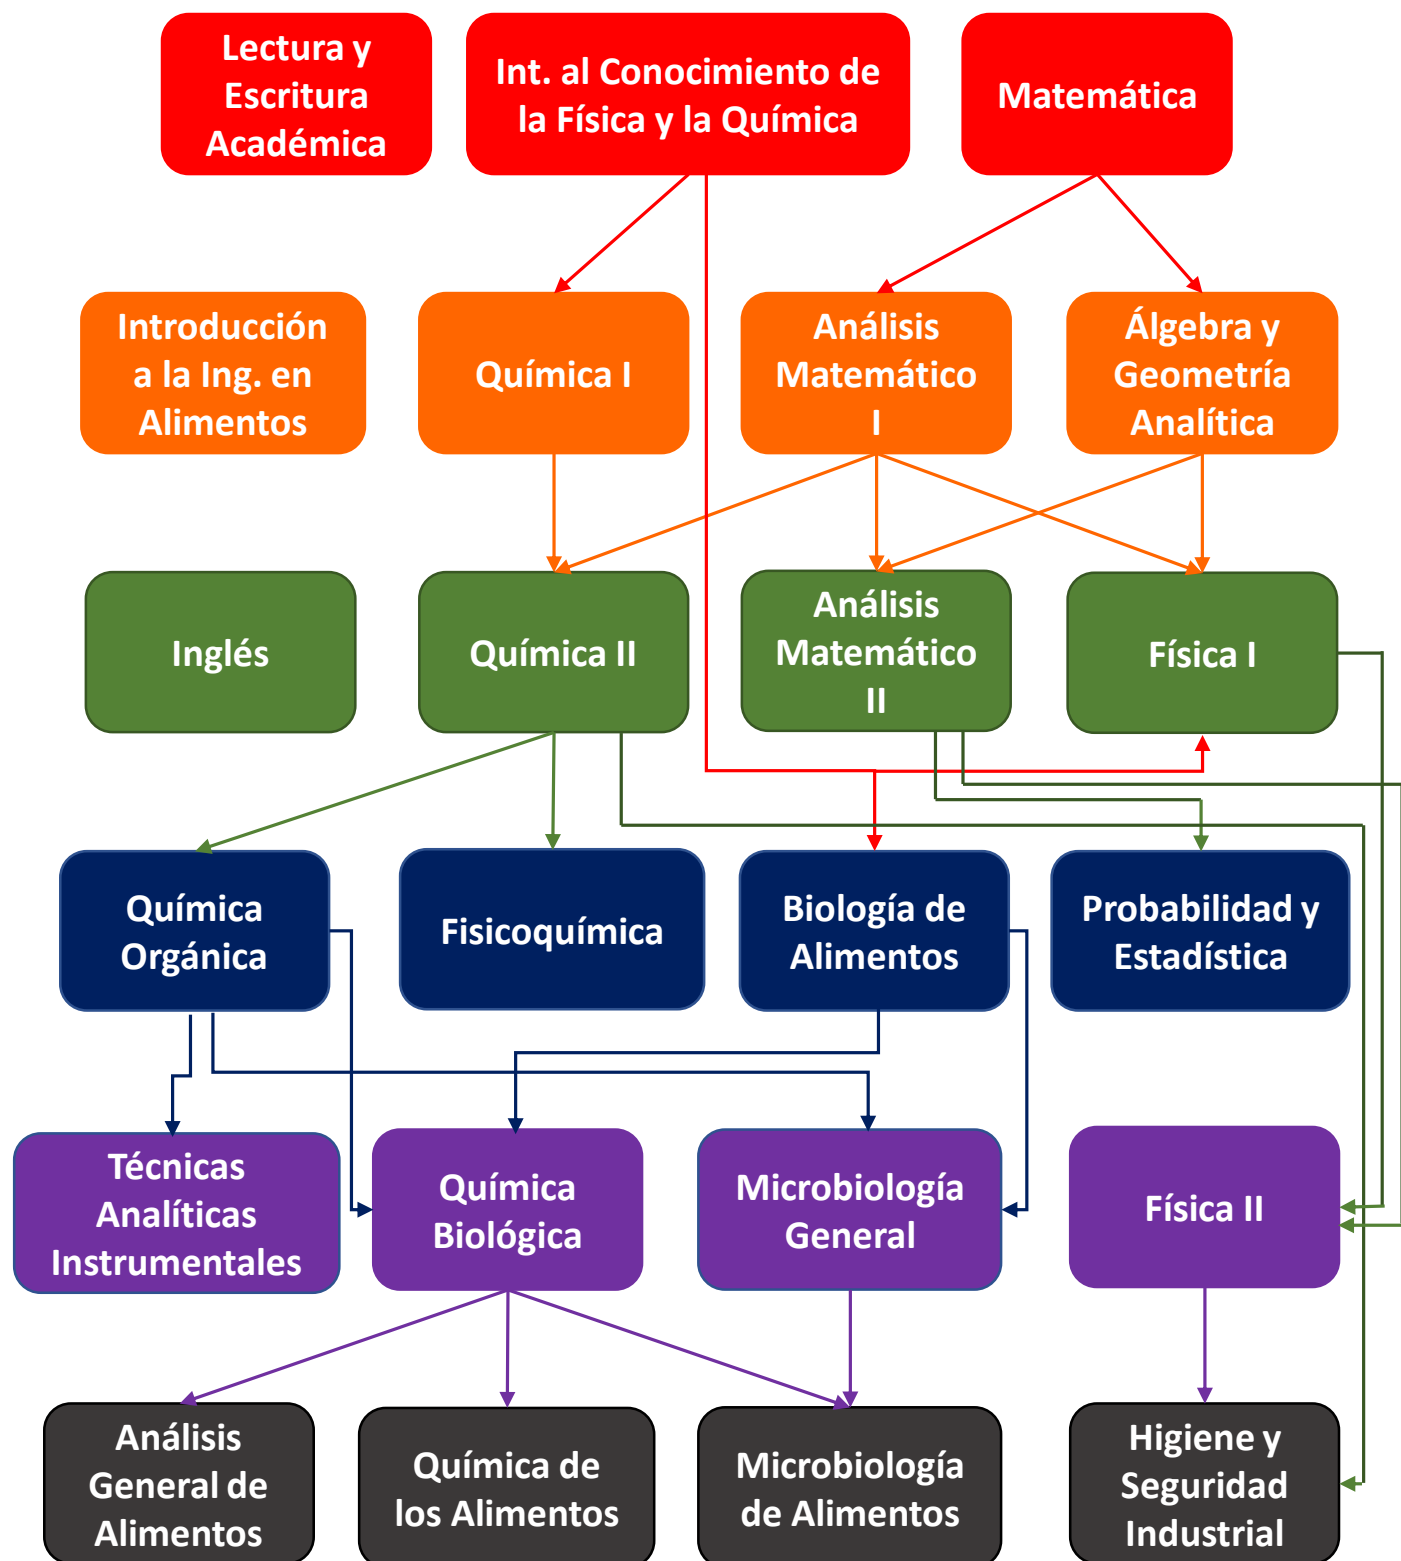 Lectura y
Escritura
Académica
Int. al Conocimiento de
la Física y la Química
Matemática
Introducción
a la Ing. en
Alimentos
Química I
Análisis
Matemático
I
Álgebra y
Geometría
Analítica
Inglés
Química II
Análisis
Matemático
II
Física I
Química
Orgánica
Fisicoquímica
Biología de
Alimentos
Probabilidad y
Estadística
Técnicas
Analíticas
Instrumentales
Química
Biológica
Microbiología
General
Física II
Análisis
General de
Alimentos
Química de
los Alimentos
Microbiología
de Alimentos
Higiene y
Seguridad
Industrial